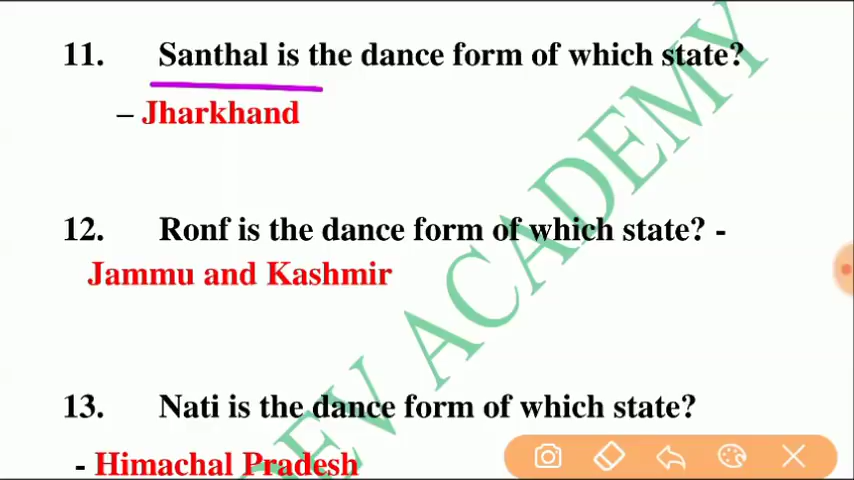 11. Santhal is the dance form of which state?
– Jharkhand
12. Ronf is the dance form of which state? -
Jammu and Kashmir
13. Nati is the dance form of which state?
- Himachal Pradesh
DEV ACADEMY